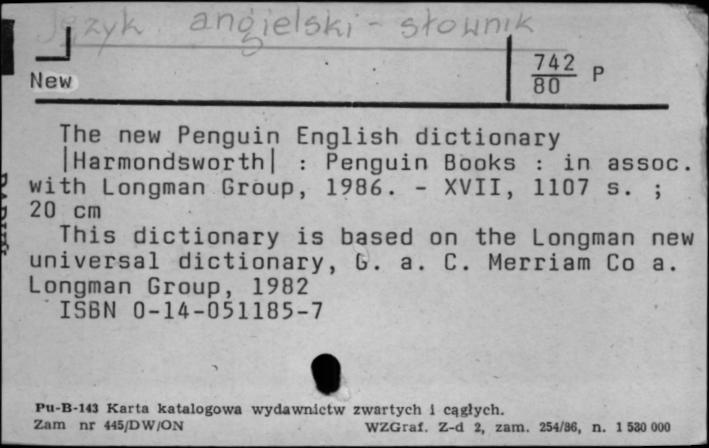 Język angielski - słownik
New
742
80 P
The new Penguin English dictionary
|Harmondsworth| : Penguin Books : in assoc.
with Longman Group, 1986. - XVII, 1107 s. ;
20 cm
This dictionary is based on the Longman new
universal dictionary, G. a. C. Merriam Co a.
Longman Group, 1982
ISBN 0-14-051185-7
Pu-B-143 Karta katalogowa wydawnictw zwartych i cągłych.
Zam nr 445/DW/ON WZGraf. Z-d 2, zam. 254/86, n. 1 530 000